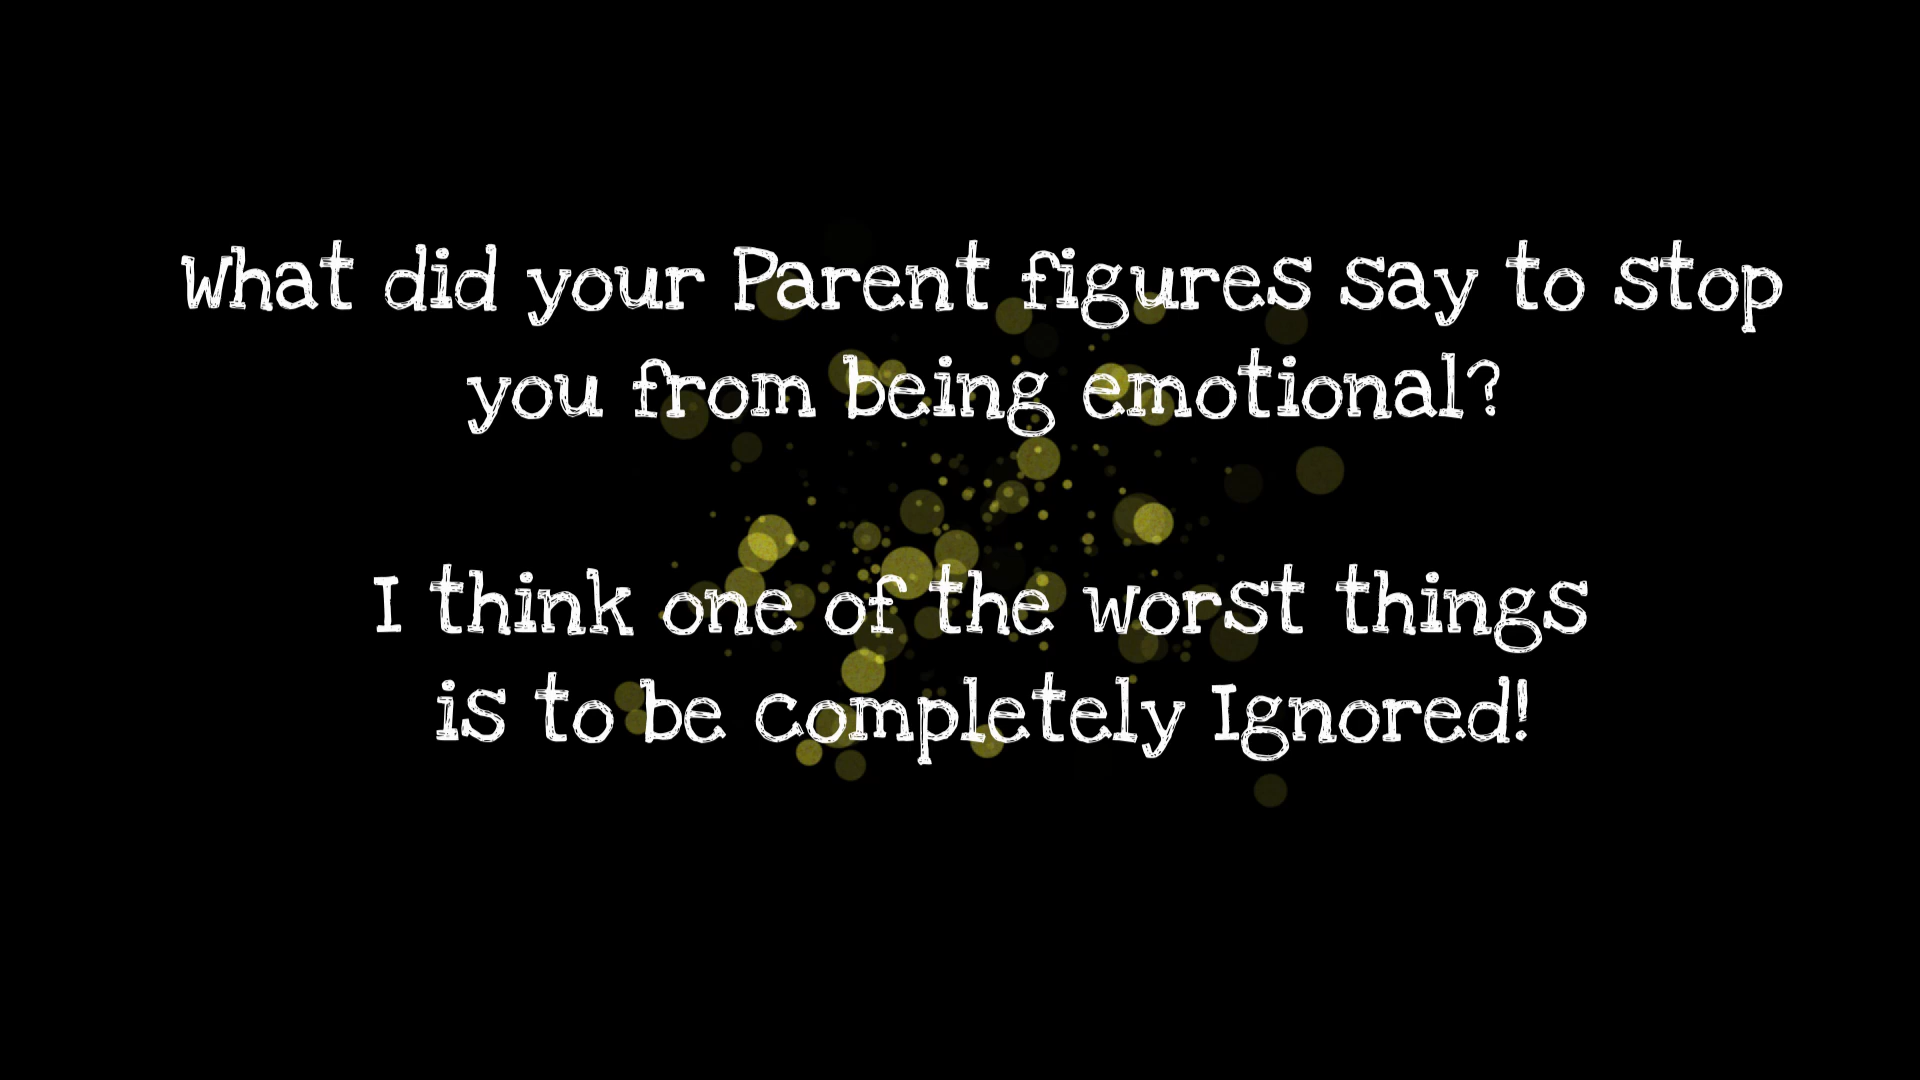 What did your Parent figures say to stop
you from being emotional?
I think one of the worst things
is to be completely Ignored!